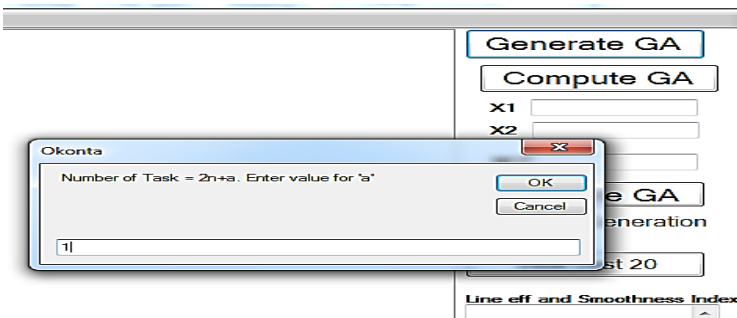 Generate GA
Compute GA
X1
X2
Okonta
Number of Task = 2n+a. Enter value for 'a'
OK
Cancel
1
e GA
eneration
st 20
Line eff and Smoothness Index